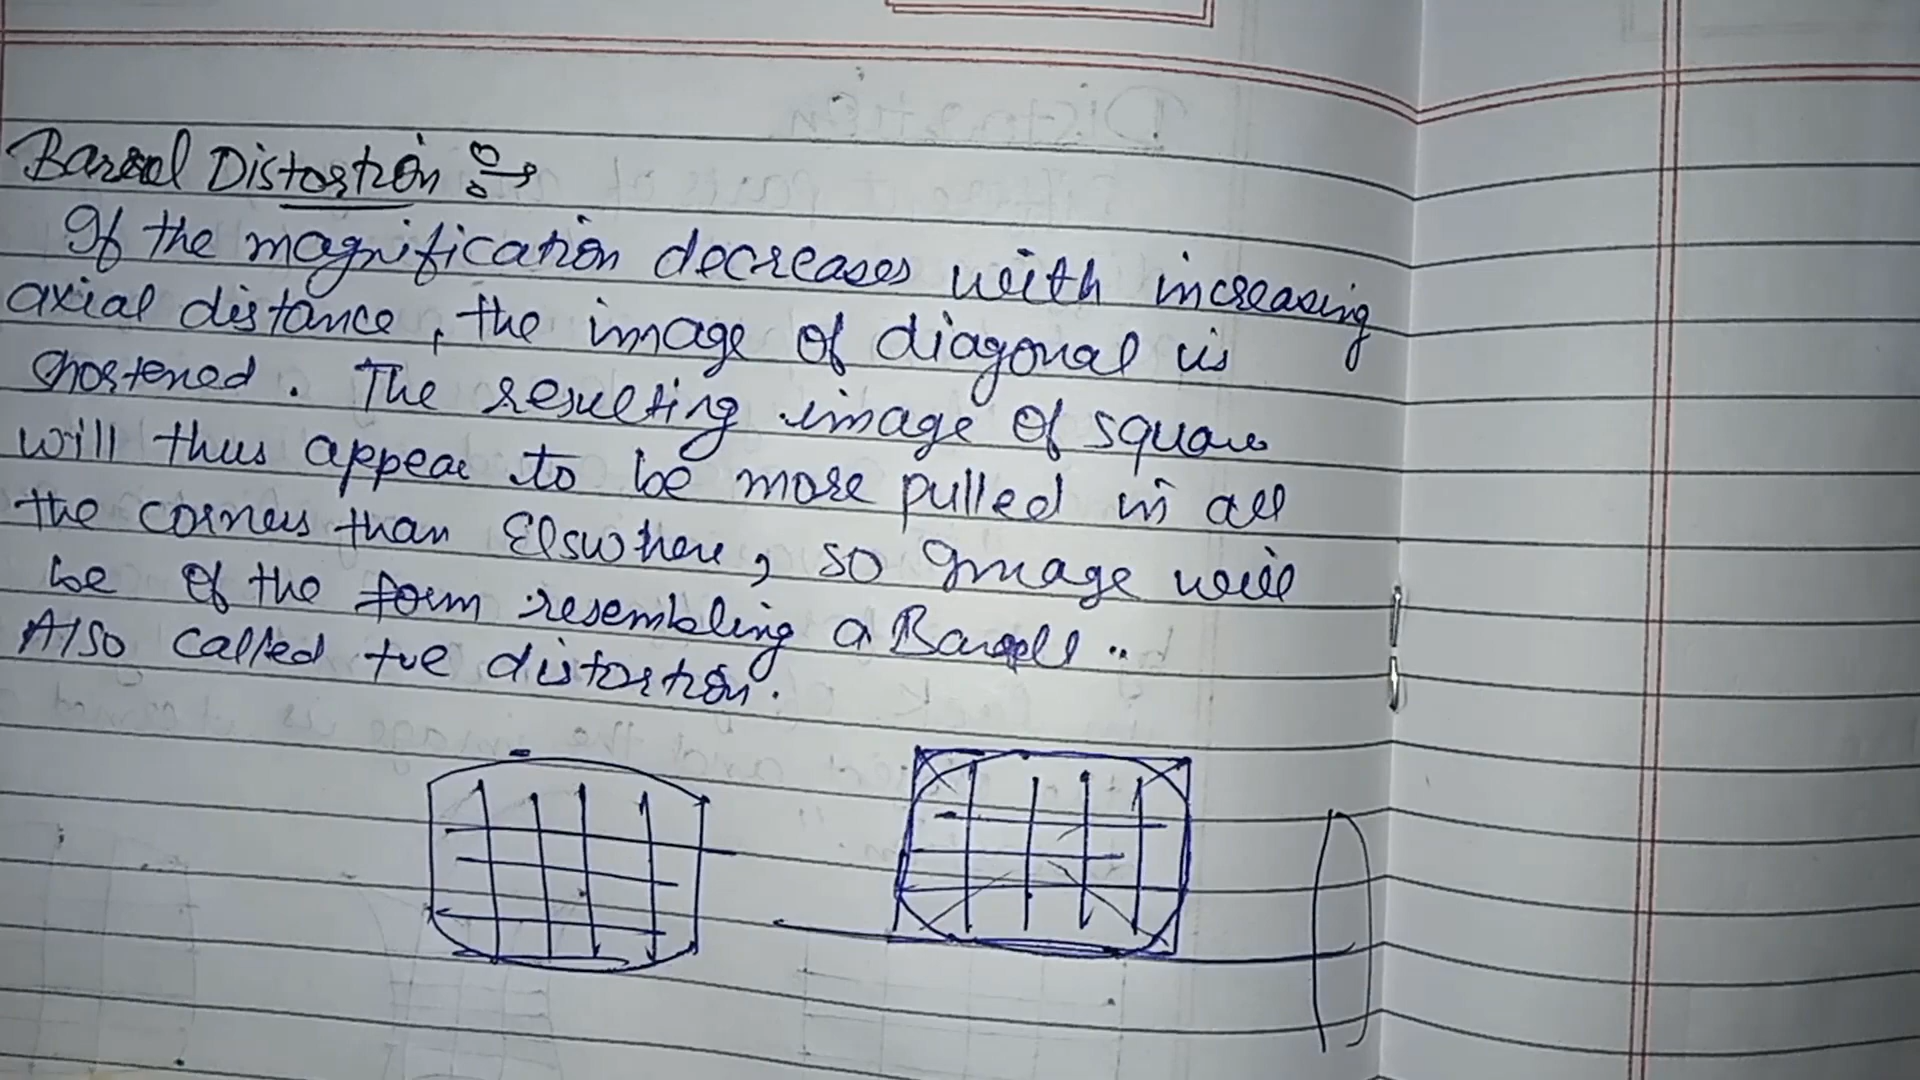 Barrel Distortion :→
If the magnification decreases with increasing
axial distance, the image of diagonal is
shortened. The resulting image of square
will thus appear to be more pulled in all
the corners than Elswhere, so Image will
be of the form resembling a Barrell ..
Also called +ve distortion.